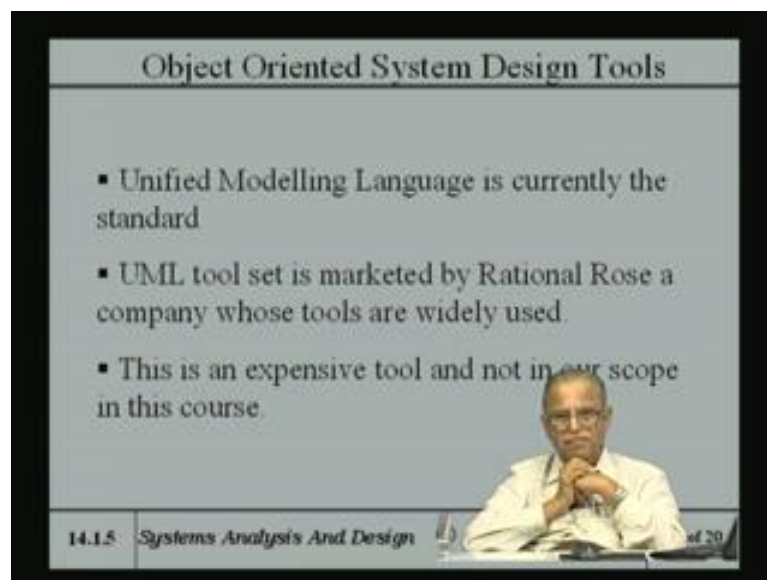 Object Oriented System Design Tools
▪ Unified Modelling Language is currently the
standard
▪ UML tool set is marketed by Rational Rose a
company whose tools are widely used.
▪ This is an expensive tool and not in our scope
in this course.
14.1.5 Systems Analysis And Design of 20